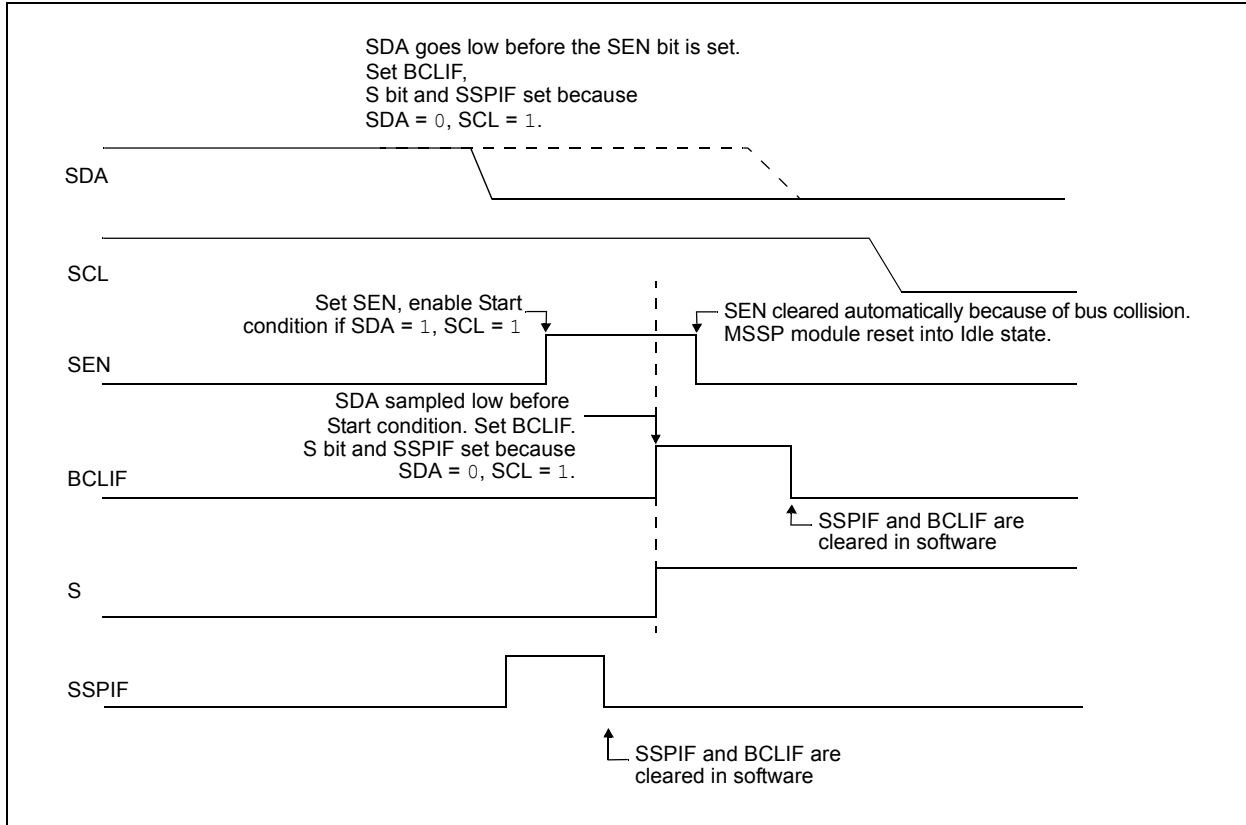 SDA goes low before the SEN bit is set.
Set BCLIF,
S bit and SSPIF set because
SDA = 0, SCL = 1.
SDA
SCL
Set SEN, enable Start
condition if SDA = 1, SCL = 1
SEN cleared automatically because of bus collision.
MSSP module reset into Idle state.
SEN
SDA sampled low before
Start condition. Set BCLIF.
S bit and SSPIF set because
SDA = 0, SCL = 1.
BCLIF
SSPIF and BCLIF are
cleared in software
S
SSPIF
SSPIF and BCLIF are
cleared in software